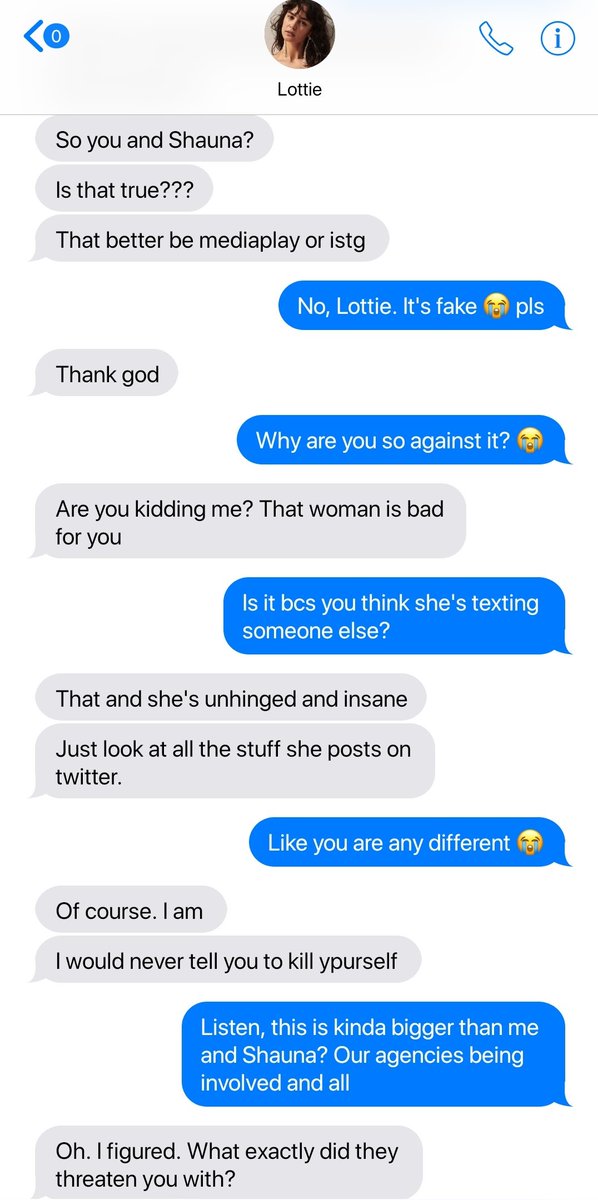 0
Lottie
So you and Shauna?
Is that true???
That better be mediaplay or istg
No, Lottie. It's fake 😭 pls
Thank god
Why are you so against it? 😭
Are you kidding me? That woman is bad
for you
Is it bcs you think she's texting
someone else?
That and she's unhinged and insane
Just look at all the stuff she posts on
twitter.
Like you are any different 😭
Of course. I am
I would never tell you to kill ypurself
Listen, this is kinda bigger than me
and Shauna? Our agencies being
involved and all
Oh. I figured. What exactly did they
threaten you with?